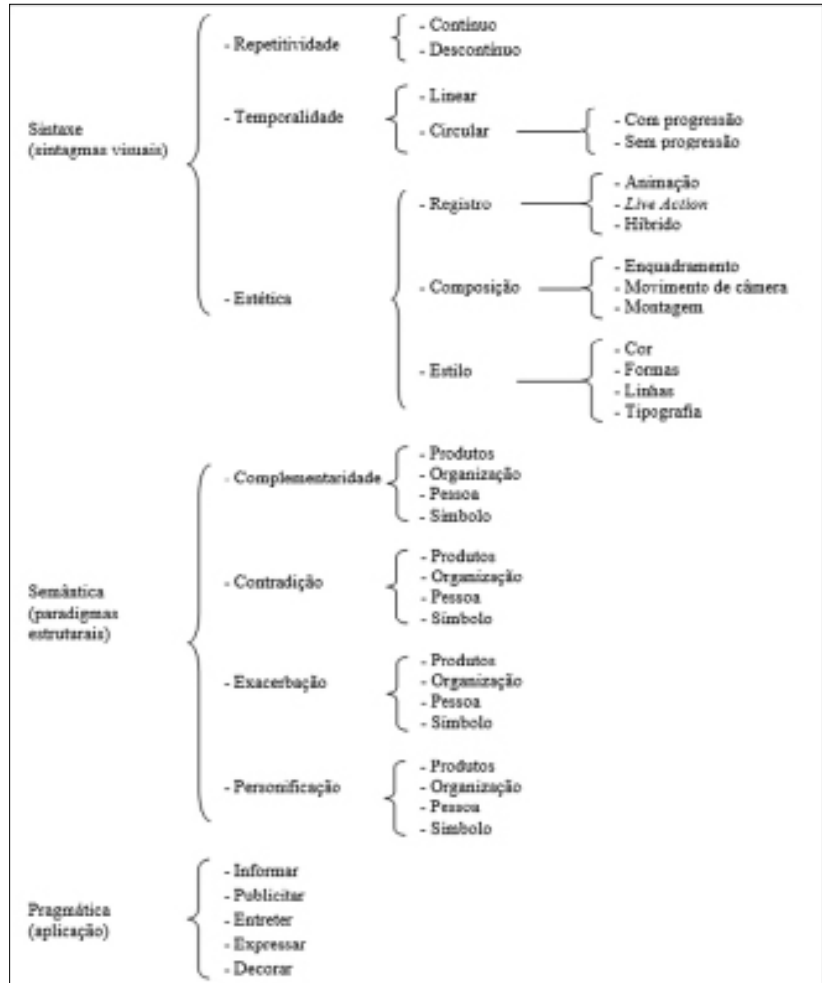 Sintaxe
(sintagmas visuais)
- Repetitividade
- Contínuo
- Descontínuo
- Temporalidade
- Linear
- Circular
- Com progressão
- Sem progressão
- Estética
- Registro
- Animação
- Live Action
- Híbrido
- Composição
- Enquadramento
- Movimento de câmera
- Montagem
- Estilo
- Cor
- Formas
- Linhas
- Tipografia
Semântica
(paradigmas
estruturais)
- Complementaridade
- Produtos
- Organização
- Pessoa
- Símbolo
- Contradição
- Produtos
- Organização
- Pessoa
- Símbolo
- Exacerbação
- Produtos
- Organização
- Pessoa
- Símbolo
- Personificação
- Produtos
- Organização
- Pessoa
- Símbolo
Pragmática
(aplicação)
- Informar
- Publicitar
- Entreter
- Expressar
- Decorar